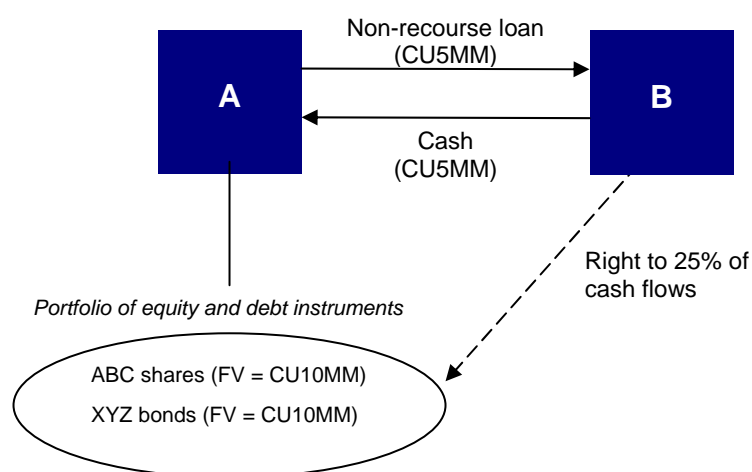 Non-recourse loan
(CU5MM)
A
B
Cash
(CU5MM)
Right to 25% of
cash flows
Portfolio of equity and debt instruments
ABC shares (FV = CU10MM)
XYZ bonds (FV = CU10MM)